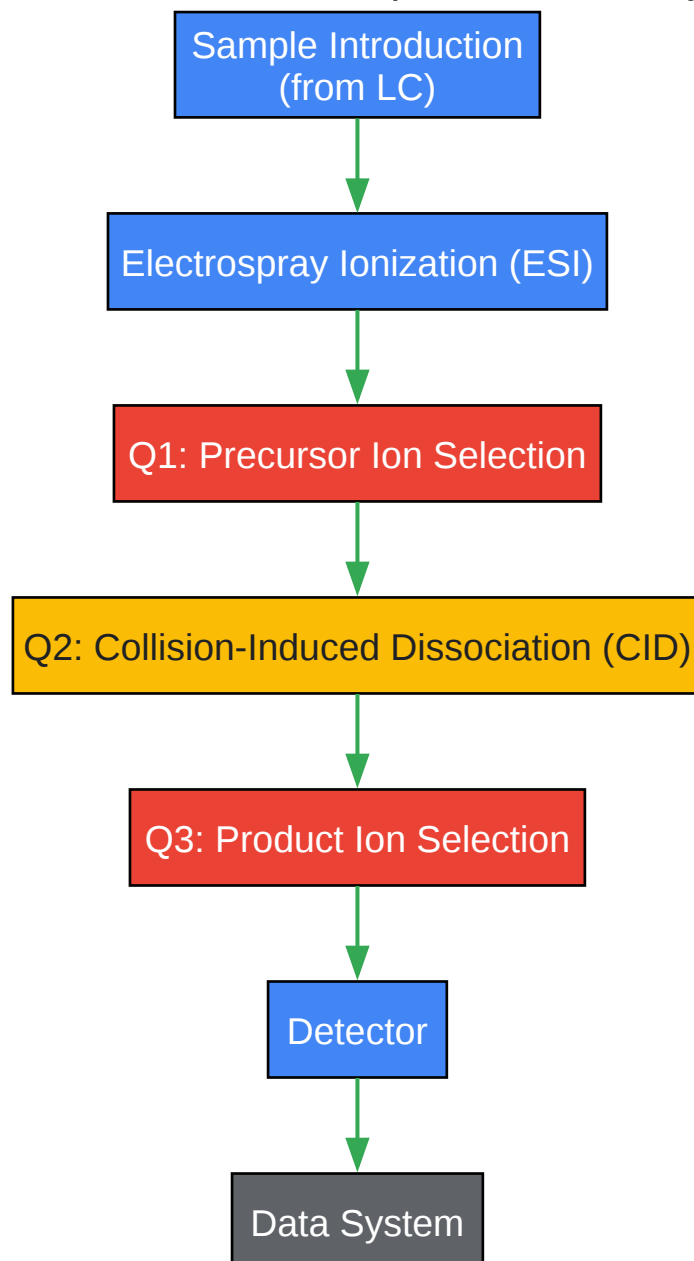 Sample Introduction
(from LC)
Electrospray Ionization (ESI)
Q1: Precursor Ion Selection
Q2: Collision-Induced Dissociation (CID)
Q3: Product Ion Selection
Detector
Data System